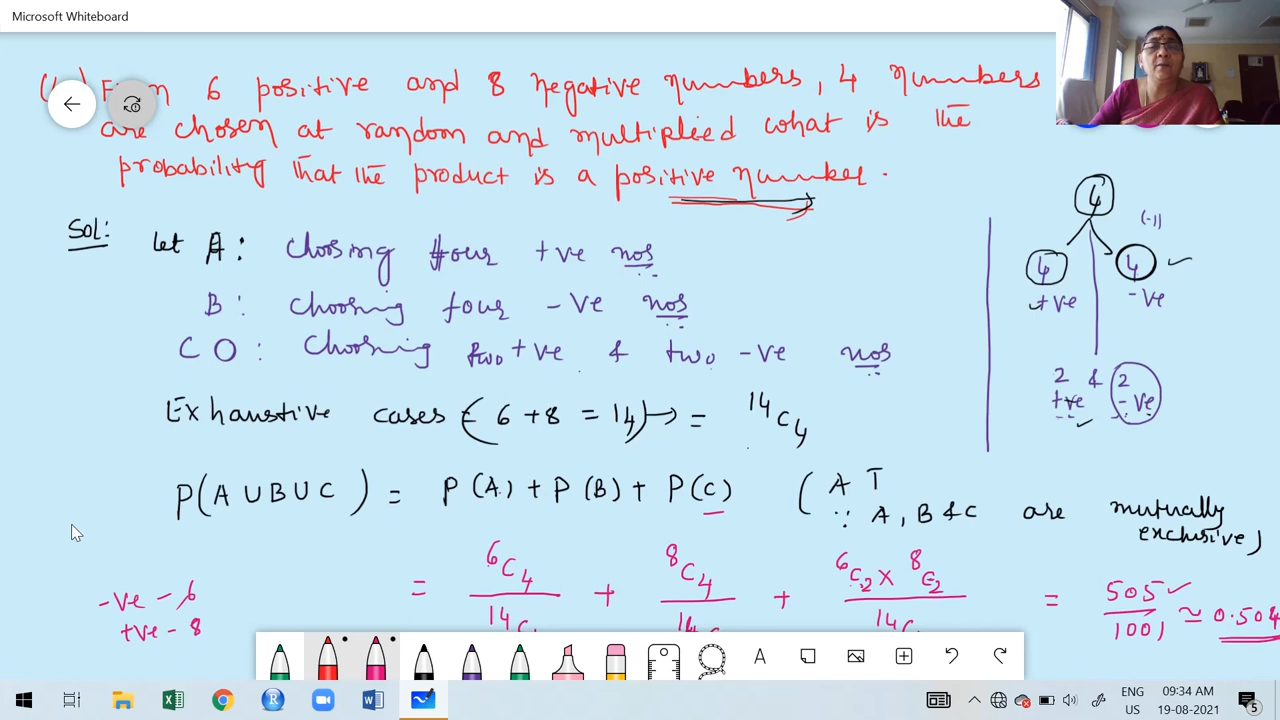 Microsoft Whiteboard
6 positive and 8 negative numbers, 4 numbers
are chosen at random and multiplied what is the
probability that the product is a positive number.
Sol:
let A: choosing four +ve nos
B: choosing four -ve nos
C : choosing two +ve & two -ve nos
Exhaustive cases = (6+8 = 14) → = 14C4
P(A∪B∪C) = P(A) + P(B) + P(C) (A T
∵ A, B & C are mutually
exclusive)
= 6C4/14C + 8C4/14C + 6C2 x 8C2/14C = 505/1001 ≈ 0.504
-ve - 6
+ve - 8
4
(-1)
4 4
+ve -ve
2 & 2
+ve -ve
A
ENG
US
09:34 AM
19-08-2021
5